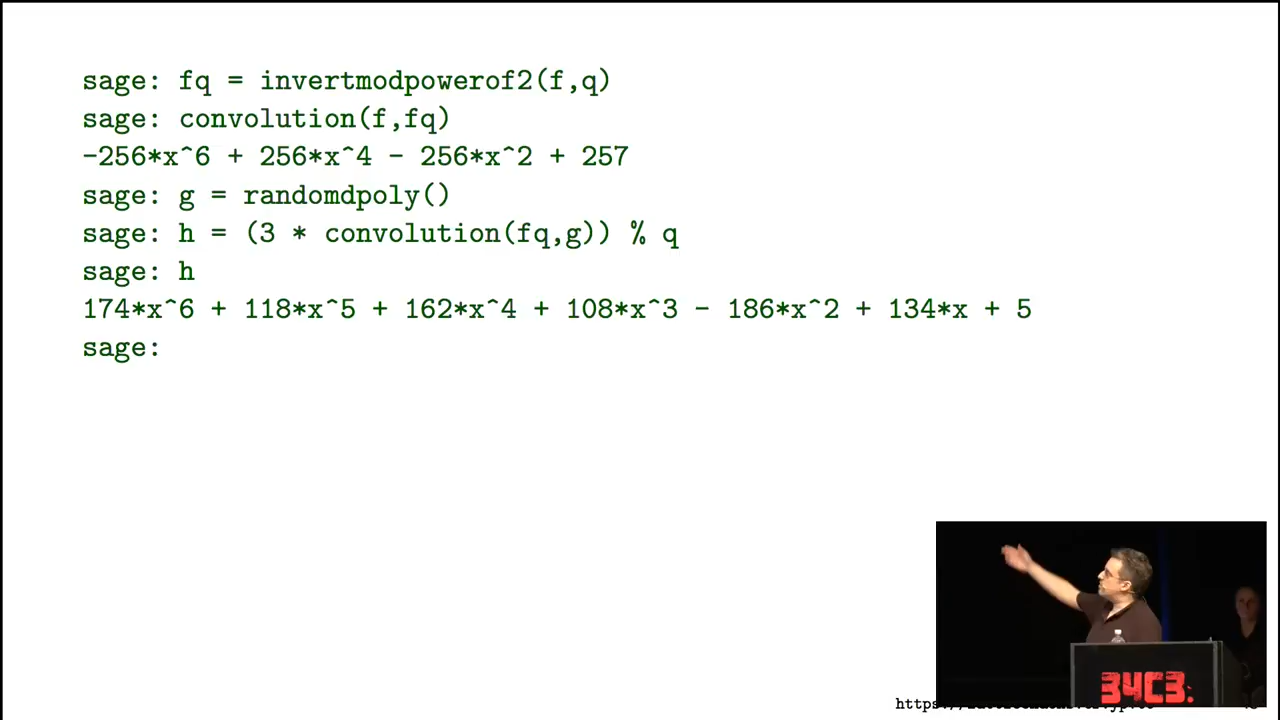 sage: fq = invertmodpowerof2(f,q)
sage: convolution(f,fq)
-256*x^6 + 256*x^4 - 256*x^2 + 257
sage: g = randomdpoly()
sage: h = (3 * convolution(fq,g)) % q
sage: h
174*x^6 + 118*x^5 + 162*x^4 + 108*x^3 - 186*x^2 + 134*x + 5
sage:
34C3.